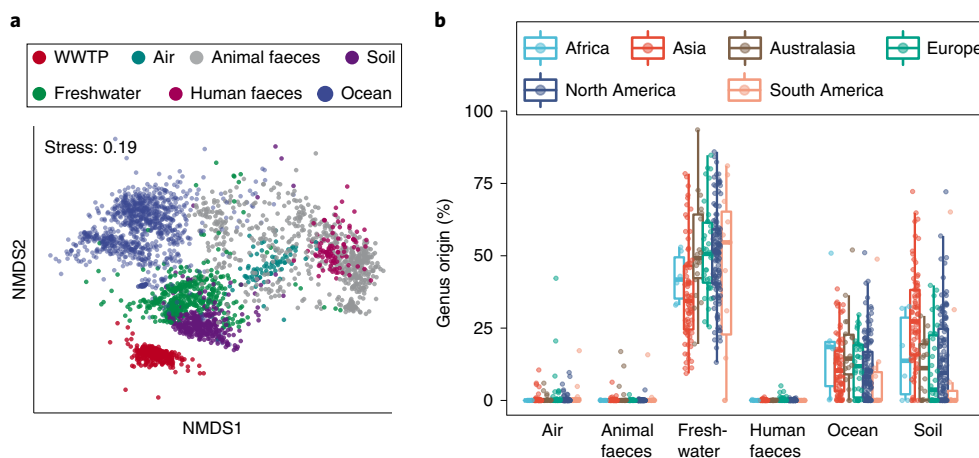 a
WWTP Air Animal faeces Soil
Freshwater Human faeces Ocean
Stress: 0.19
NMDS2
NMDS1
b
Africa Asia Australasia Europe
North America South America
Genus origin (%)
100
75
50
25
0
Air Animal faeces Fresh-water Human faeces Ocean Soil